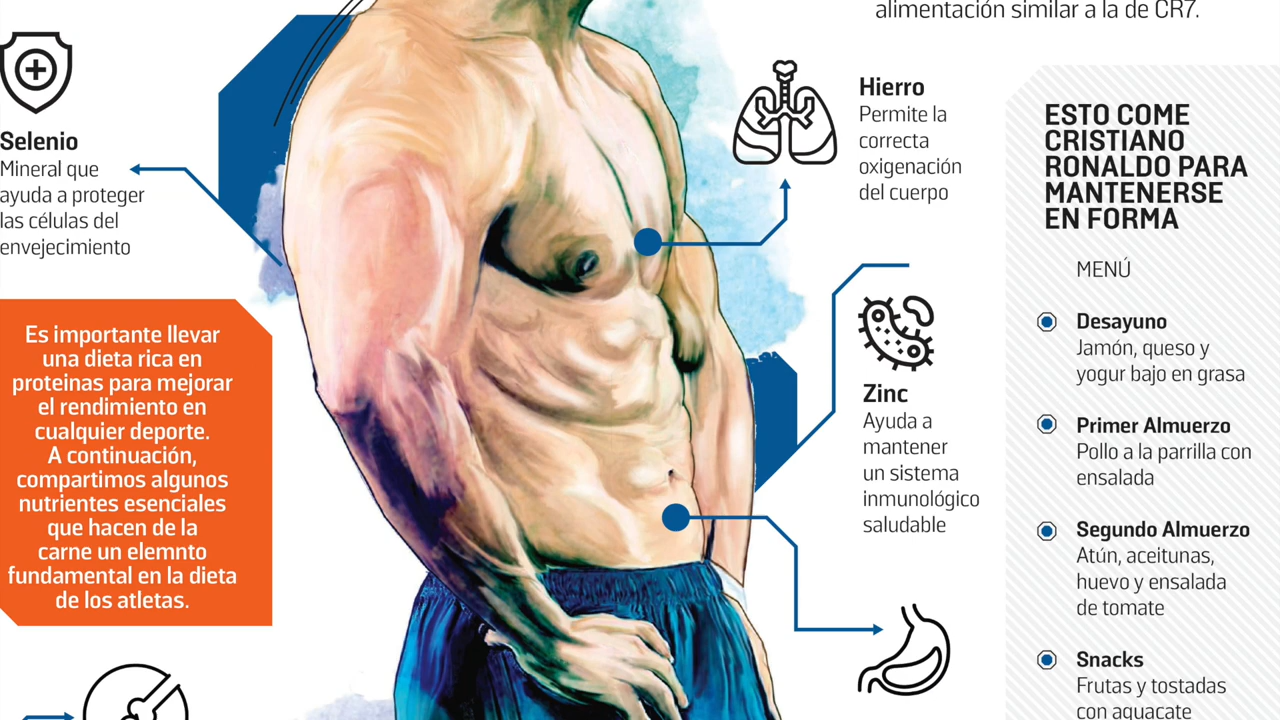 alimentación similar a la de CR7.
Selenio
Mineral que
ayuda a proteger
las células del
envejecimiento
Es importante llevar
una dieta rica en
proteinas para mejorar
el rendimiento en
cualquier deporte.
A continuación,
compartimos algunos
nutrientes esenciales
que hacen de la
carne un elemnto
fundamental en la dieta
de los atletas.
Hierro
Permite la
correcta
oxigenación
del cuerpo
Zinc
Ayuda a
mantener
un sistema
inmunológico
saludable
ESTO COME
CRISTIANO
RONALDO PARA
MANTENERSE
EN FORMA
MENÚ
Desayuno
Jamón, queso y
yogur bajo en grasa
Primer Almuerzo
Pollo a la parrilla con
ensalada
Segundo Almuerzo
Atún, aceitunas,
huevo y ensalada
de tomate
Snacks
Frutas y tostadas
con aguacate